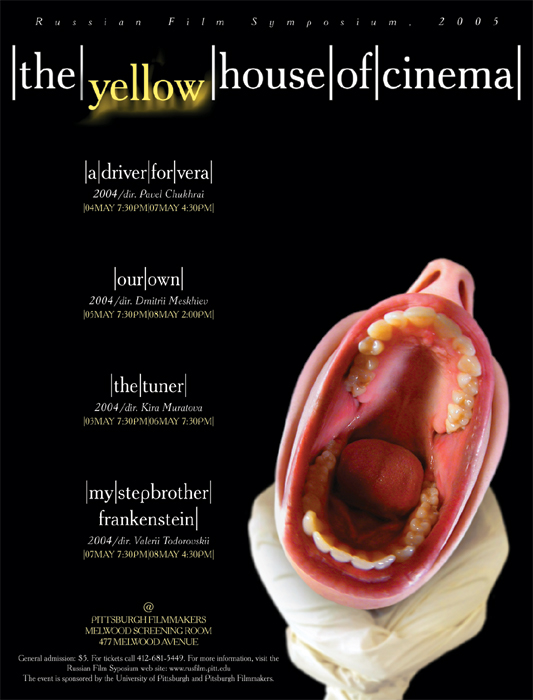 Russian Film Symposium, 2005
|the|yellow|house|of|cinema|
|a|driver|for|vera|
2004/dir. Pavel Chukhrai
|04MAY 7:30PM|07MAY 4:30PM|
|our|own|
2004/dir. Dmitrii Meskhiev
|05MAY 7:30PM|08MAY 2:00PM|
|the|tuner|
2004/dir. Kira Muratova
|03MAY 7:30PM|06MAY 7:30PM|
|my|stepbrother|
frankenstein|
2004/dir. Valerii Todorovskii
|07MAY 7:30PM|08MAY 4:30PM|
@
PITTSBURGH FILMMAKERS
MELWOOD SCREENING ROOM
477 MELWOOD AVENUE
General admission: $5. For tickets call 412-681-5449. For more information, visit the
Russian Film Syposian web site: www.rusfilm.pitt.edu
The event is sponsered by the University of Pittsburgh and Pitsburgh Filmmakers.